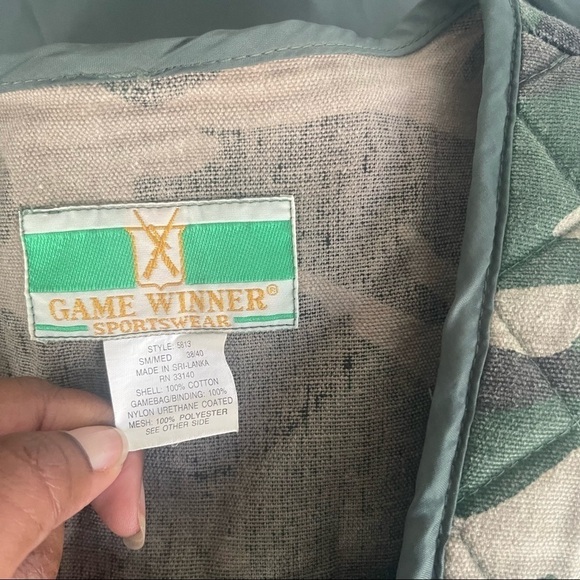 GAME WINNER®
SPORTSWEAR
STYLE: 5813
SM/MED 38/40
MADE IN SRI-LANKA
RN 33140
SHELL: 100% COTTON
GAMEBAG/BINDING: 100%
NYLON URETHANE COATED
MESH: 100% POLYESTER
SEE OTHER SIDE